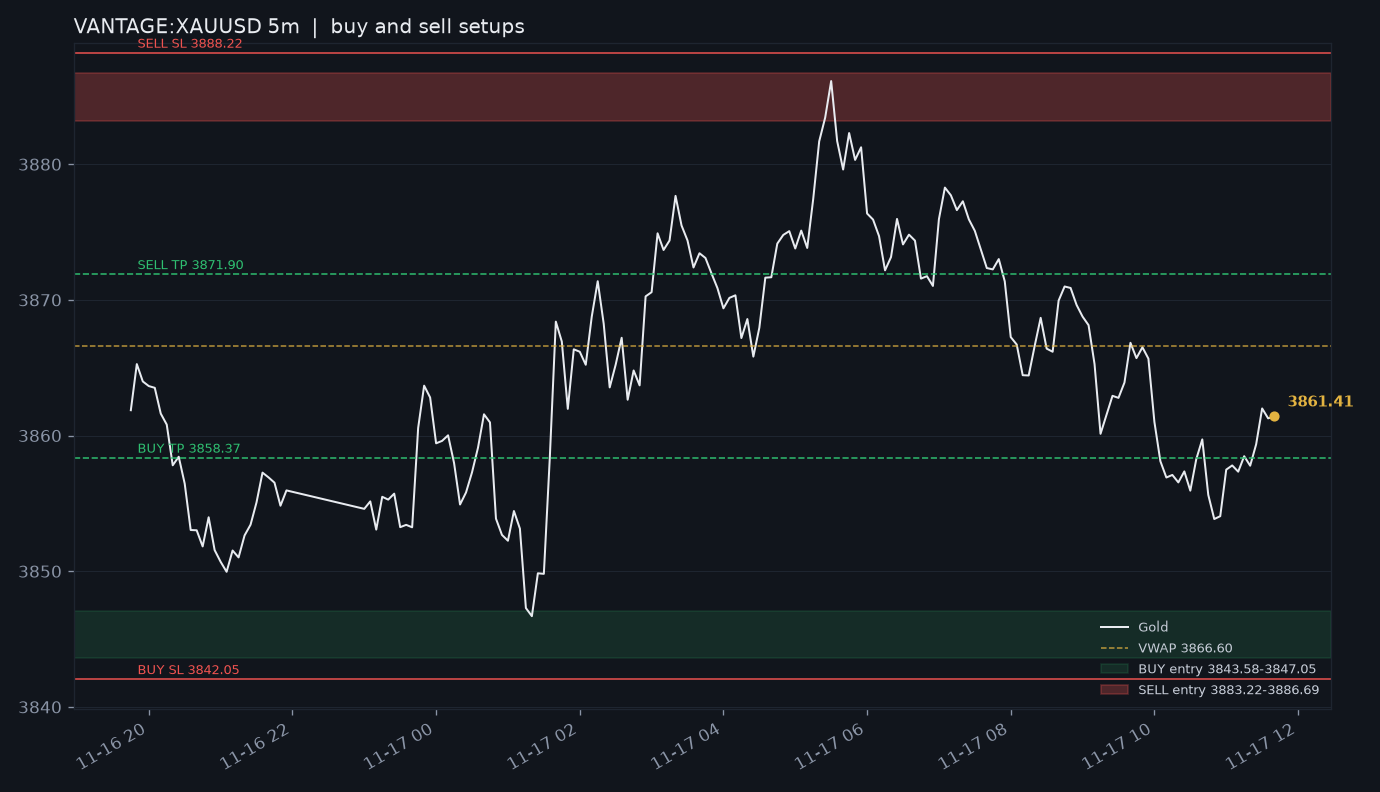 VANTAGE:XAUUSD 5m | buy and sell setups
SELL SL 3888.22
3880
SELL TP 3871.90
3870
3861.41
3860
BUY TP 3858.37
3850
Gold
VWAP 3866.60
BUY entry 3843.58-3847.05
SELL entry 3883.22-3886.69
BUY SL 3842.05
3840
11-16 20
11-16 22
11-17 00
11-17 02
11-17 04
11-17 06
11-17 08
11-17 10
11-17 12